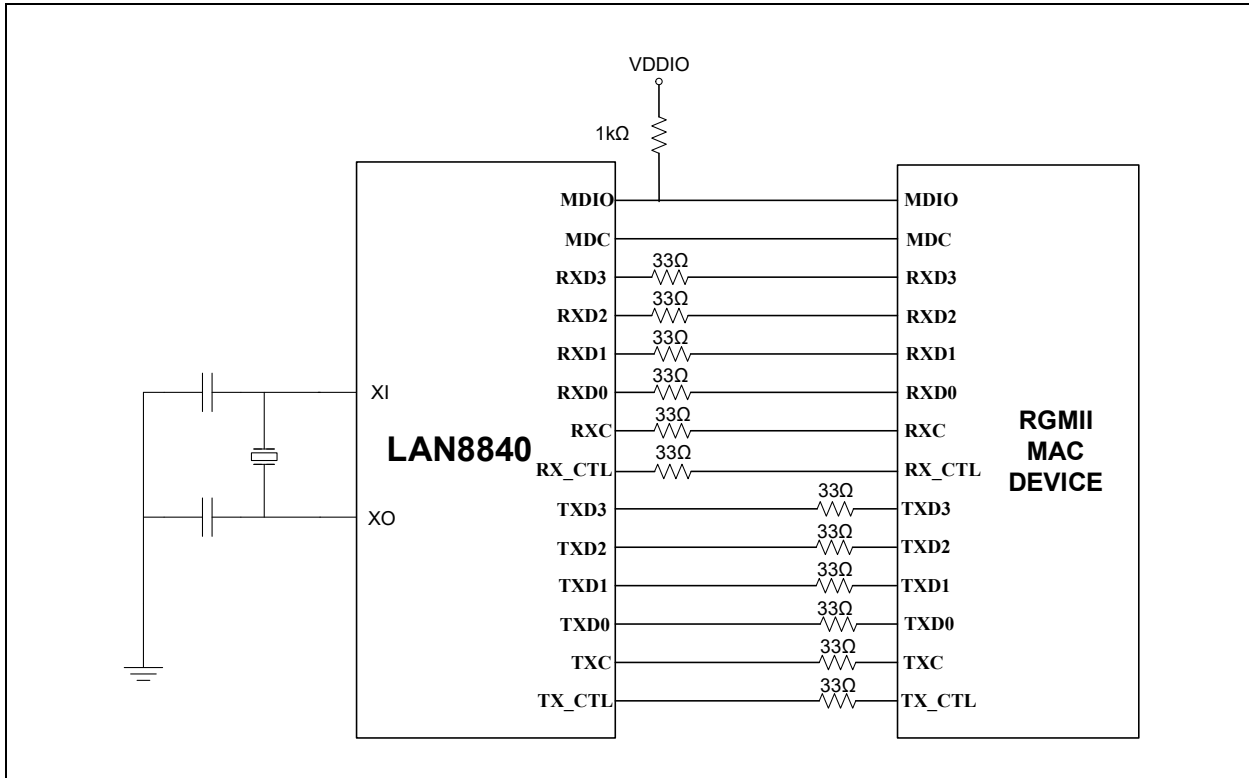 VDDIO
1kΩ
MDIO
MDIO
MDC
MDC
33Ω
RXD3
RXD3
33Ω
RXD2
RXD2
33Ω
RXD1
RXD1
33Ω
XI
RXD0
RXD0
33Ω
RXC
RXC
LAN8840
RGMII
MAC
DEVICE
33Ω
RX_CTL
RX_CTL
33Ω
XO
TXD3
TXD3
33Ω
TXD2
TXD2
33Ω
TXD1
TXD1
33Ω
TXD0
TXD0
33Ω
TXC
TXC
33Ω
TX_CTL
TX_CTL